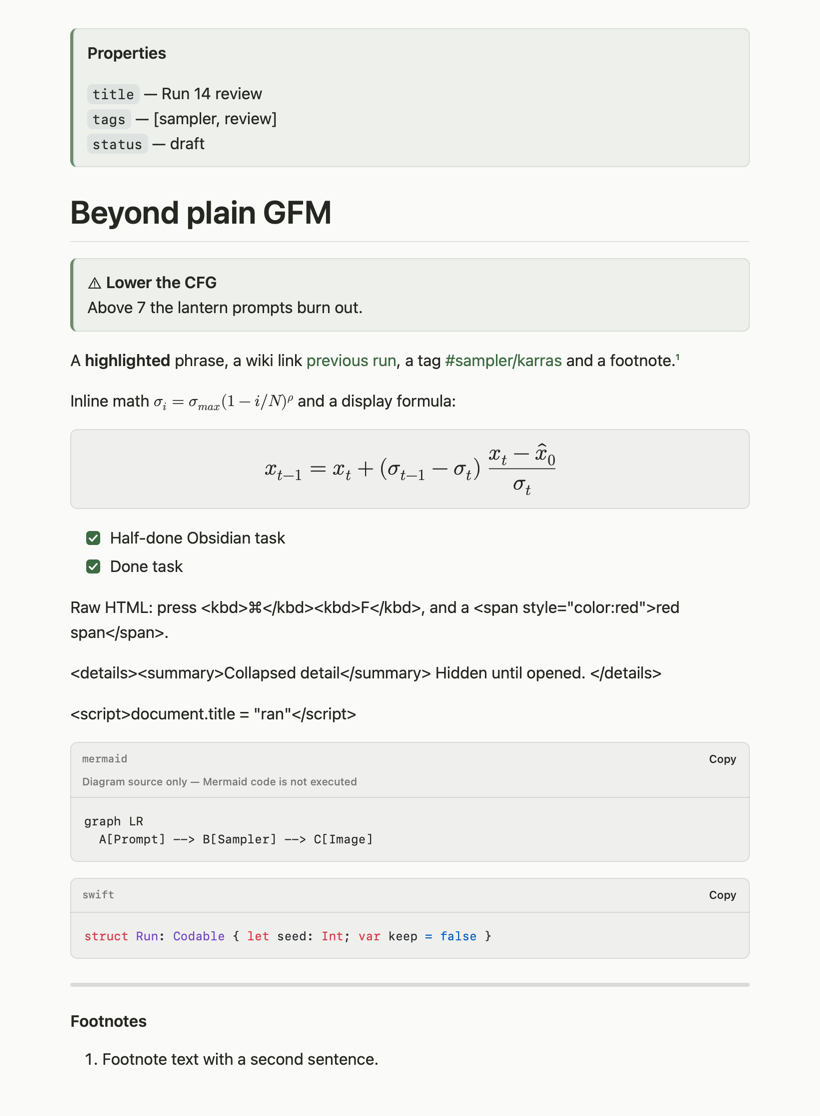 Properties
title — Run 14 review
tags — [sampler, review]
status — draft
Beyond plain GFM
⚠ Lower the CFG
Above 7 the lantern prompts burn out.
A highlighted phrase, a wiki link previous run, a tag #sampler/karras and a footnote.¹
Inline math σᵢ = σₘₐₓ(1 − i/N)ᵖ and a display formula:
xₜ₋₁ = xₜ + (σₜ₋₁ − σₜ) (xₜ − x̂₀)/σₜ
Half-done Obsidian task
Done task
Raw HTML: press <kbd>⌘</kbd><kbd>F</kbd>, and a <span style="color:red">red
span</span>.
<details><summary>Collapsed detail</summary> Hidden until opened. </details>
<script>document.title = "ran"</script>
mermaid Copy
Diagram source only — Mermaid code is not executed
graph LR
A[Prompt] --> B[Sampler] --> C[Image]
swift Copy
struct Run: Codable { let seed: Int; var keep = false }
Footnotes
1. Footnote text with a second sentence.